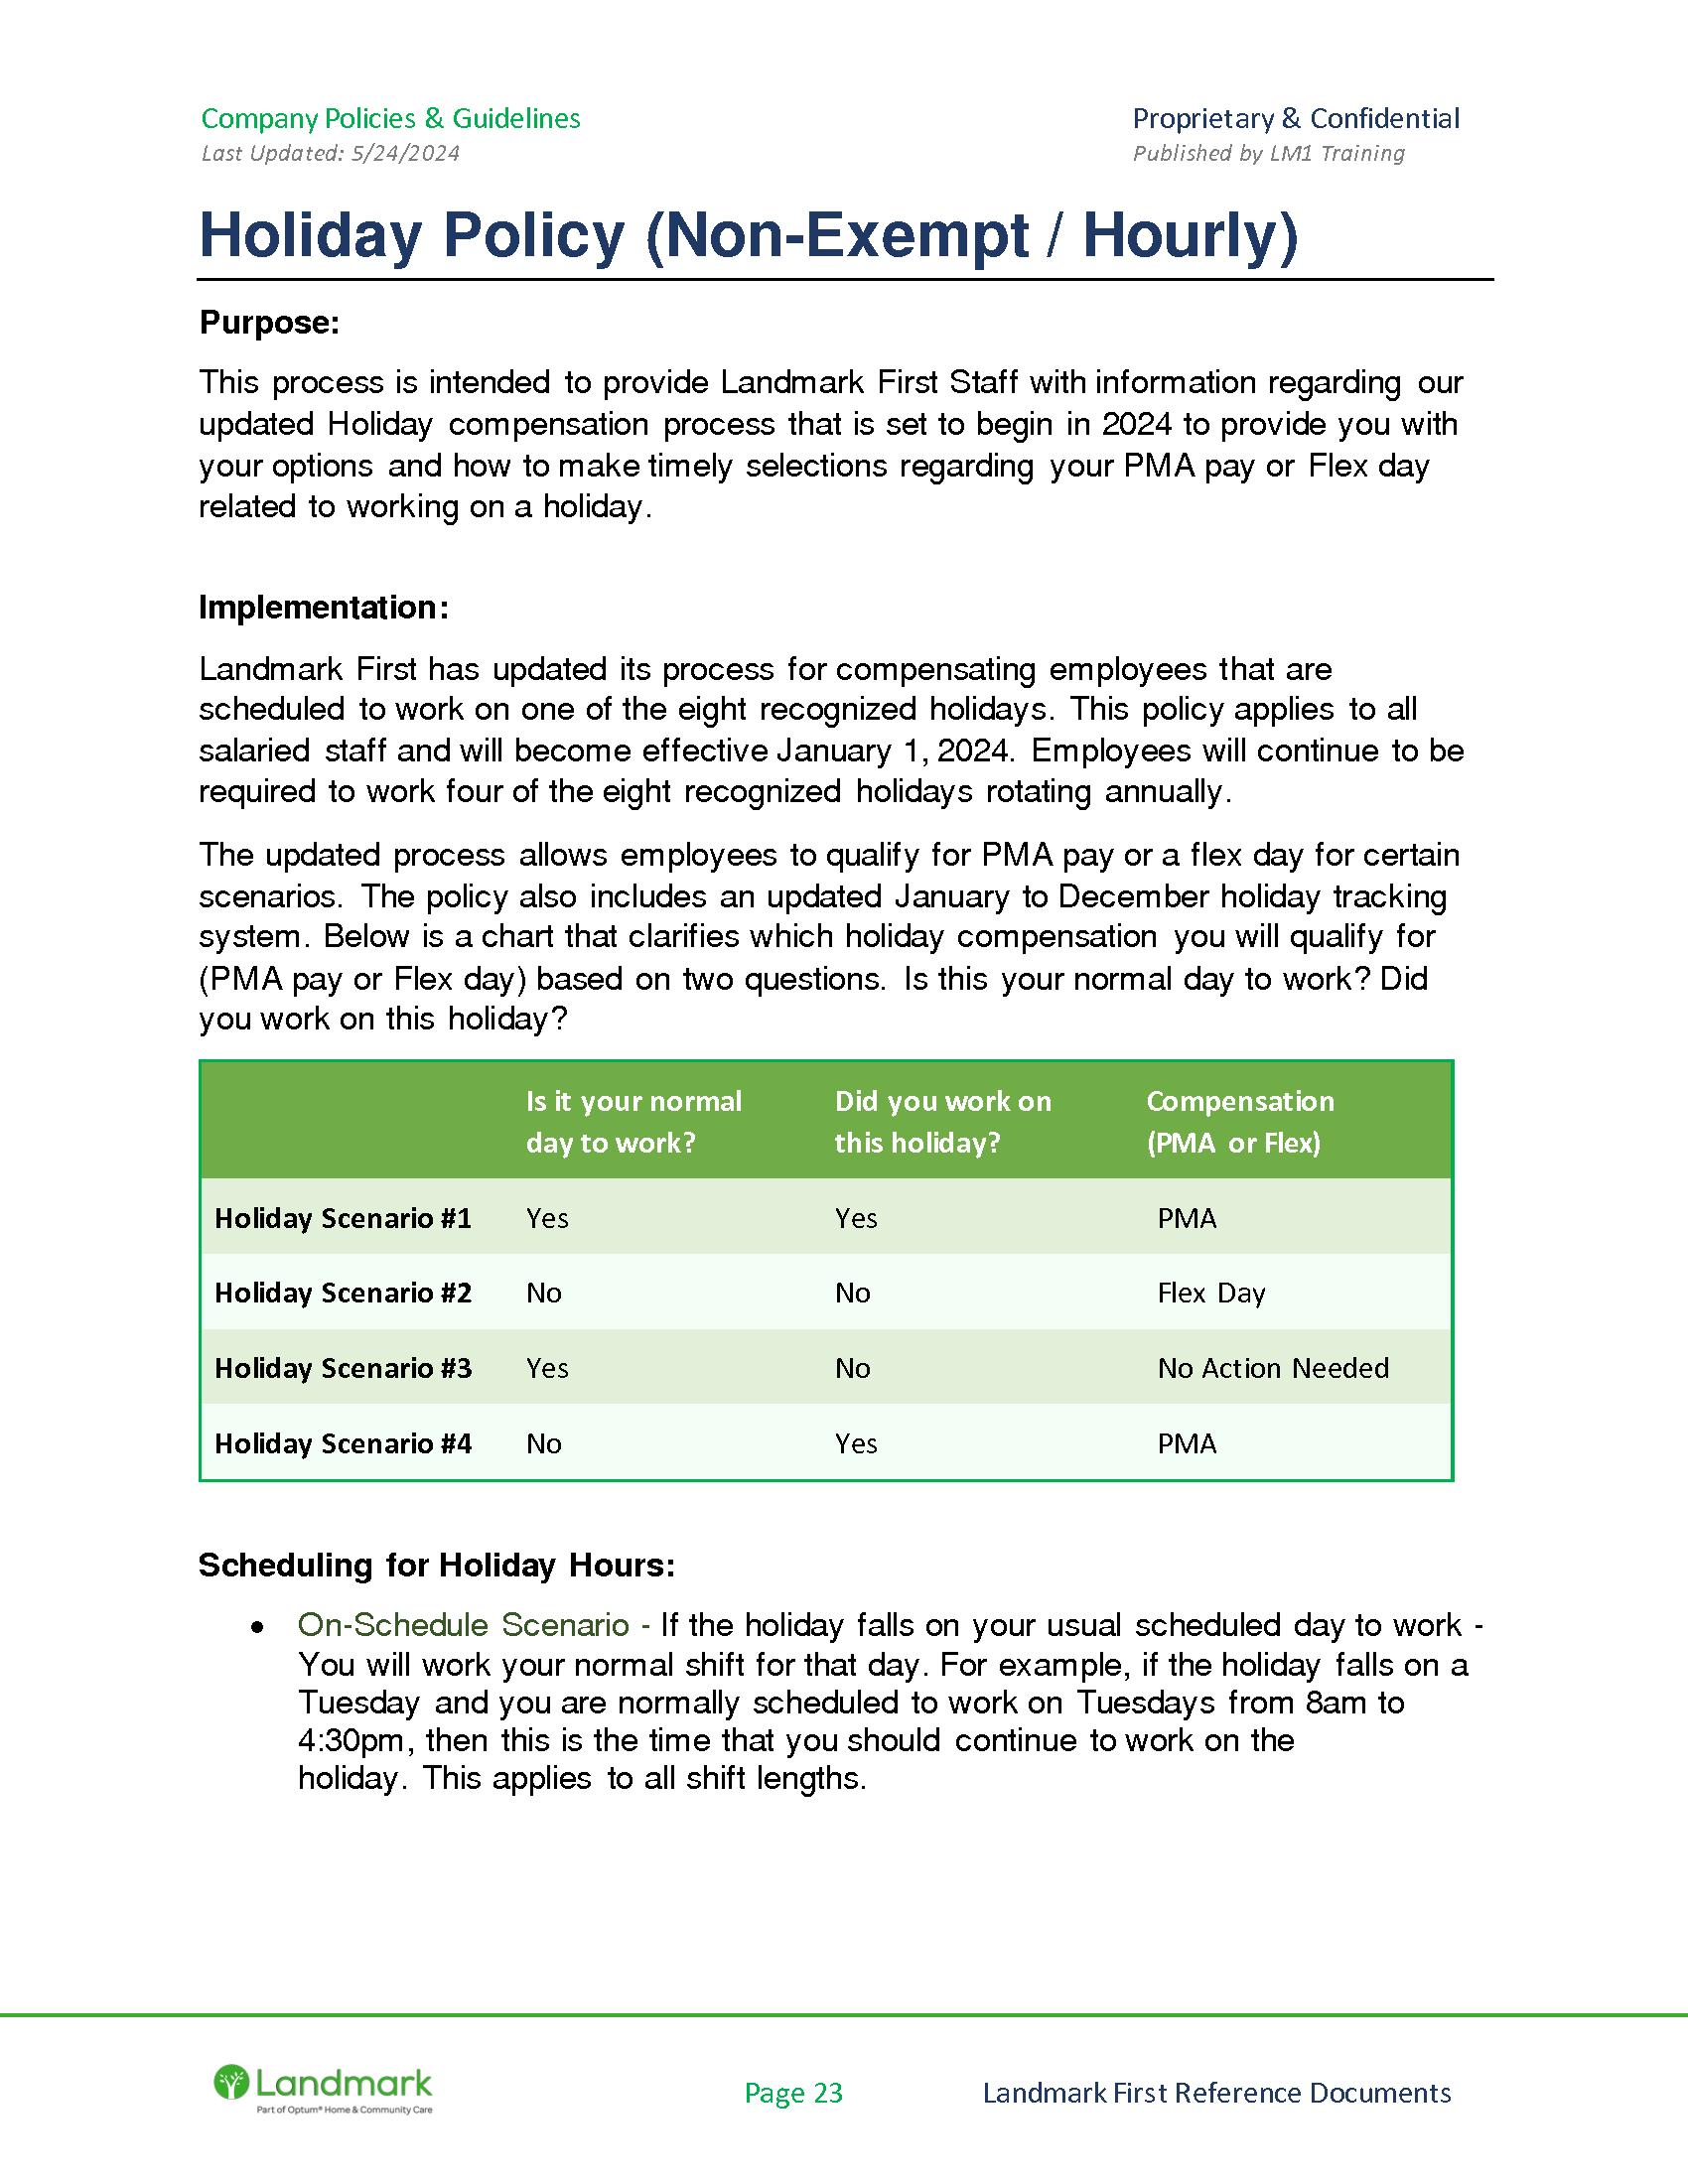 Company Policies & Guidelines
Proprietary & Confidential
Last Updated: 5/24/2024
Published by LM1 Training
Holiday Policy (Non-Exempt / Hourly)
Purpose:
This process is intended to provide Landmark First Staff with information regarding our
updated Holiday compensation process that is set to begin in 2024 to provide you with
your options and how to make timely selections regarding your PMA pay or Flex day
related to working on a holiday.
Implementation:
Landmark First has updated its process for compensating employees that are
scheduled to work on one of the eight recognized holidays. This policy applies to all
salaried staff and will become effective January 1, 2024. Employees will continue to be
required to work four of the eight recognized holidays rotating annually.
The updated process allows employees to qualify for PMA pay or a flex day for certain
scenarios. The policy also includes an updated January to December holiday tracking
system. Below is a chart that clarifies which holiday compensation you will qualify for
(PMA pay or Flex day) based on two questions. Is this your normal day to work? Did
you work on this holiday?
Is it your normal day to work? Did you work on this holiday? Compensation (PMA or Flex)
Holiday Scenario #1 Yes Yes PMA
Holiday Scenario #2 No No Flex Day
Holiday Scenario #3 Yes No No Action Needed
Holiday Scenario #4 No Yes PMA
Scheduling for Holiday Hours:
• On-Schedule Scenario - If the holiday falls on your usual scheduled day to work -
You will work your normal shift for that day. For example, if the holiday falls on a
Tuesday and you are normally scheduled to work on Tuesdays from 8am to
4:30pm, then this is the time that you should continue to work on the
holiday. This applies to all shift lengths.
Landmark
Part of Optum® Home & Community Care
Page 23
Landmark First Reference Documents